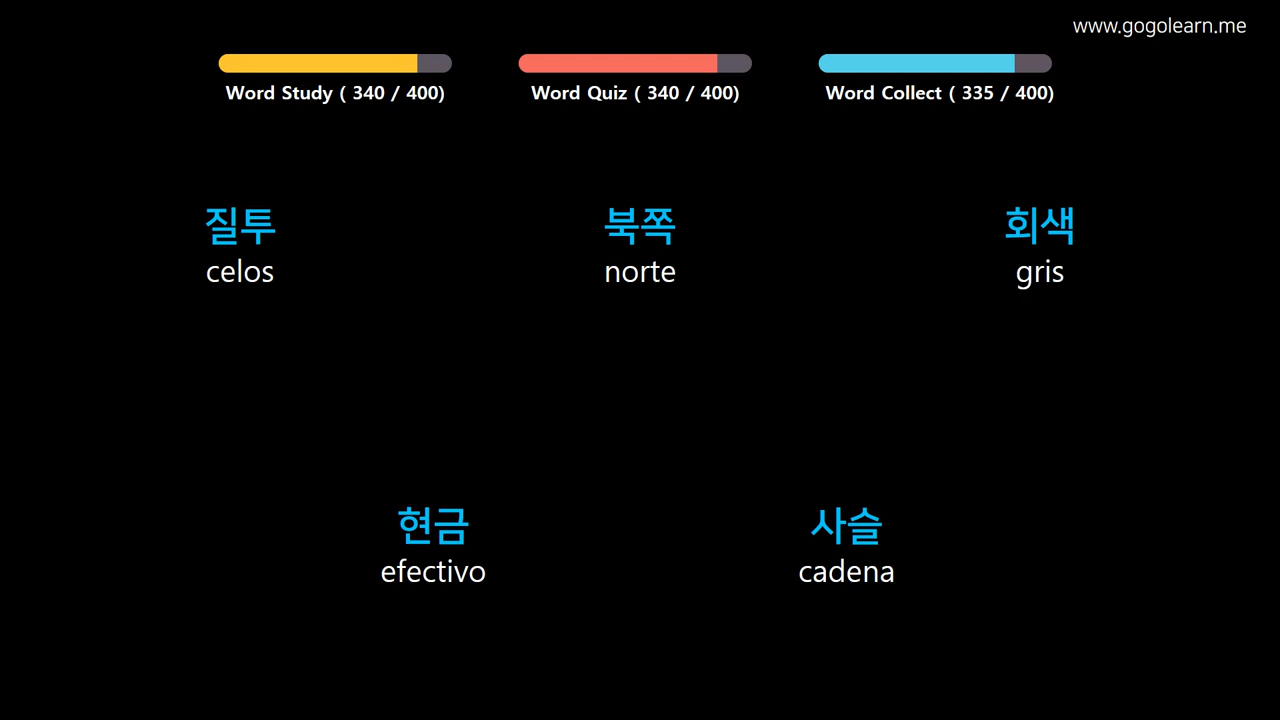 www.gogolearn.me
Word Study ( 340 / 400)
Word Quiz ( 340 / 400)
Word Collect ( 335 / 400)
질투
celos
북쪽
norte
회색
gris
현금
efectivo
사슬
cadena